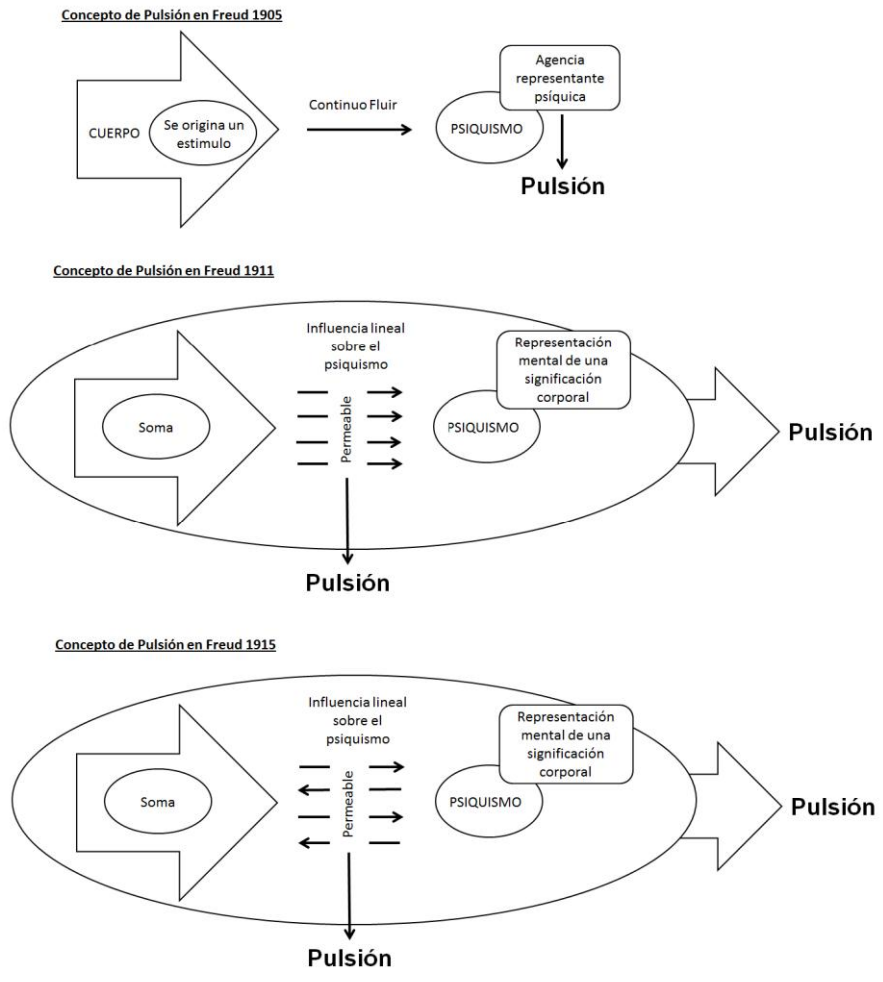 Concepto de Pulsión en Freud 1905
CUERPO
Se origina un
estimulo
Continuo Fluir
PSIQUISMO
Agencia
representante
psíquica
Pulsión
Concepto de Pulsión en Freud 1911
Soma
Influencia lineal
sobre el
psiquismo
Permeable
PSIQUISMO
Representación
mental de una
significación
corporal
Pulsión
Pulsión
Concepto de Pulsión en Freud 1915
Soma
Influencia lineal
sobre el
psiquismo
Permeable
PSIQUISMO
Representación
mental de una
significación
corporal
Pulsión
Pulsión